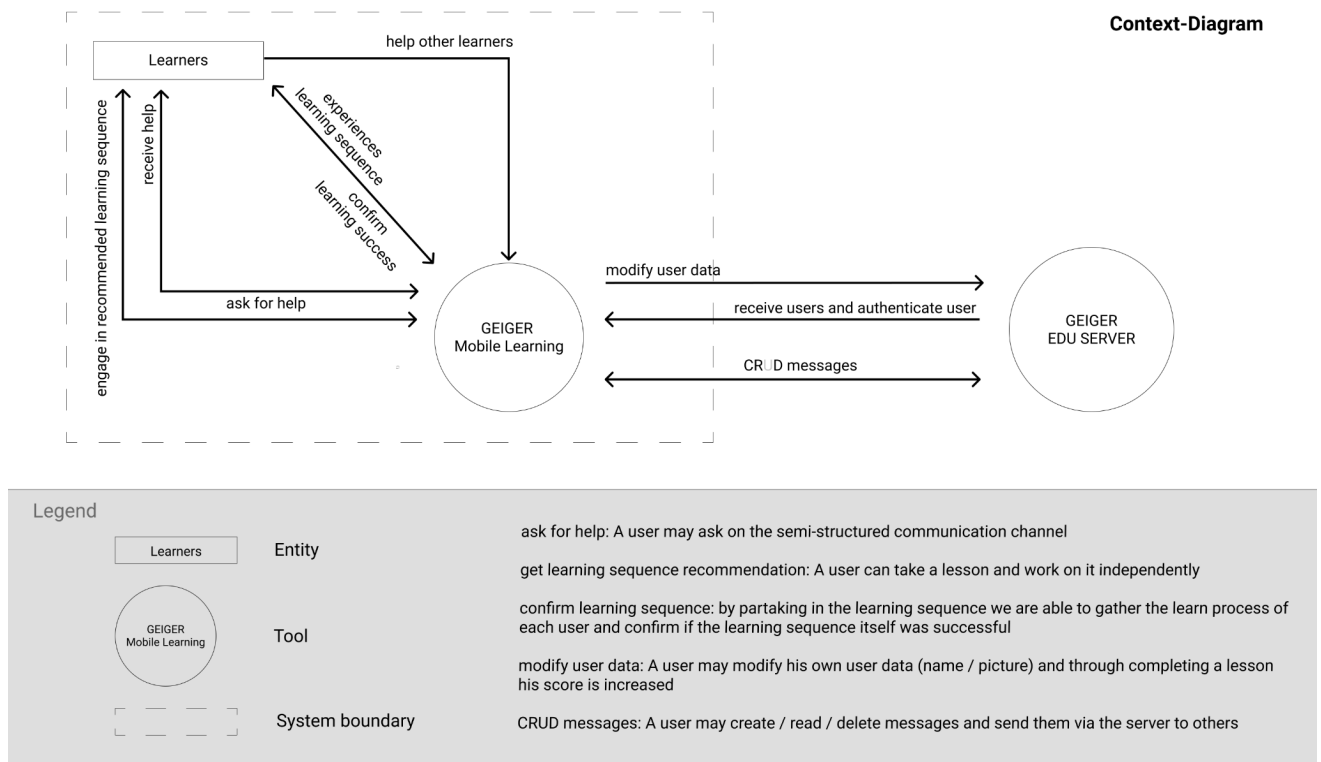 Context-Diagram
help other learners
Learners
experiences
learning sequence
confirm
learning success
receive help
engage in recommended learning sequence
ask for help
modify user data
receive users and authenticate user
CRUD messages
GEIGER
Mobile Learning
GEIGER
EDU SERVER
Legend
Learners
Entity
GEIGER
Mobile Learning
Tool
System boundary
ask for help: A user may ask on the semi-structured communication channel
get learning sequence recommendation: A user can take a lesson and work on it independently
confirm learning sequence: by partaking in the learning sequence we are able to gather the learn process of
each user and confirm if the learning sequence itself was successful
modify user data: A user may modify his own user data (name / picture) and through completing a lesson
his score is increased
CRUD messages: A user may create / read / delete messages and send them via the server to others